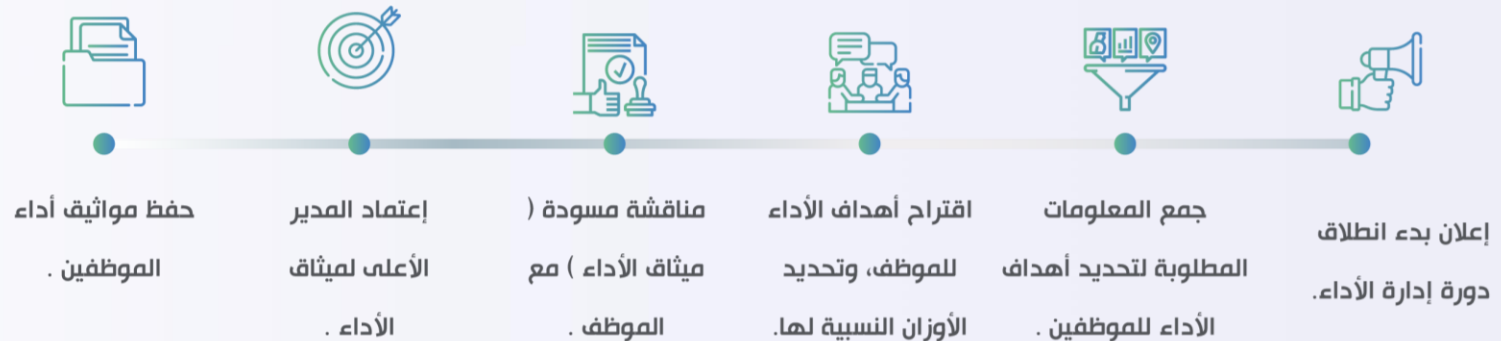 إعلان بدء انطلاق
دورة إدارة الأداء.
جمع المعلومات
المطلوبة لتحديد أهداف
الأداء للموظفين .
اقتراح أهداف الأداء
للموظف، وتحديد
الأوزان النسبية لها.
مناقشة مسودة (
ميثاق الأداء ) مع
الموظف .
إعتماد المدير
الأعلى لميثاق
الأداء .
حفظ مواثيق أداء
الموظفين .